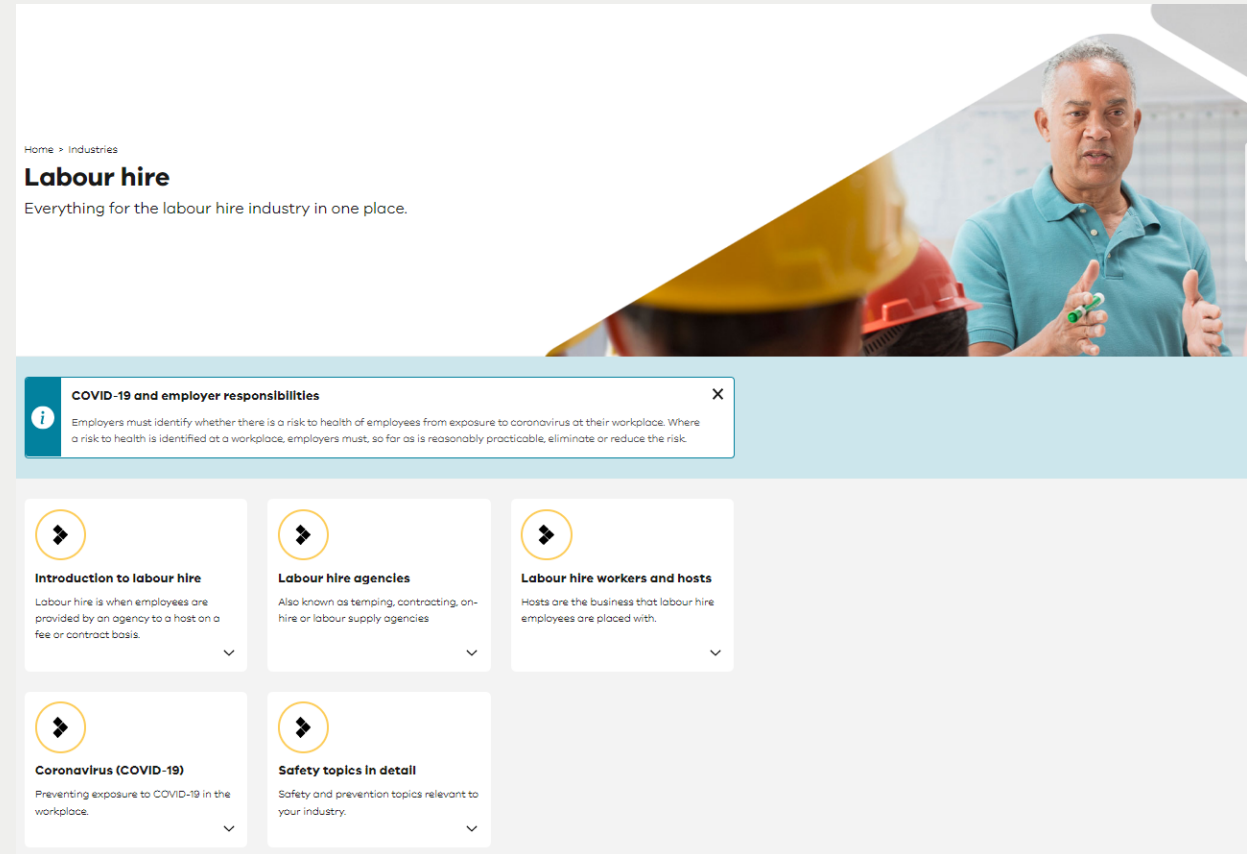 Home > Industries
Labour hire
Everything for the labour hire industry in one place.
COVID-19 and employer responsibilities
Employers must identify whether there is a risk to health of employees from exposure to coronavirus at their workplace. Where
a risk to health is identified at a workplace, employers must, so far as is reasonably practicable, eliminate or reduce the risk.
Introduction to labour hire
Labour hire is when employees are
provided by an agency to a host on a
fee or contract basis.
Labour hire agencies
Also known as temping, contracting, on-
hire or labour supply agencies
Labour hire workers and hosts
Hosts are the business that labour hire
employees are placed with.
Coronavirus (COVID-19)
Preventing exposure to COVID-19 in the
workplace.
Safety topics in detail
Safety and prevention topics relevant to
your industry.